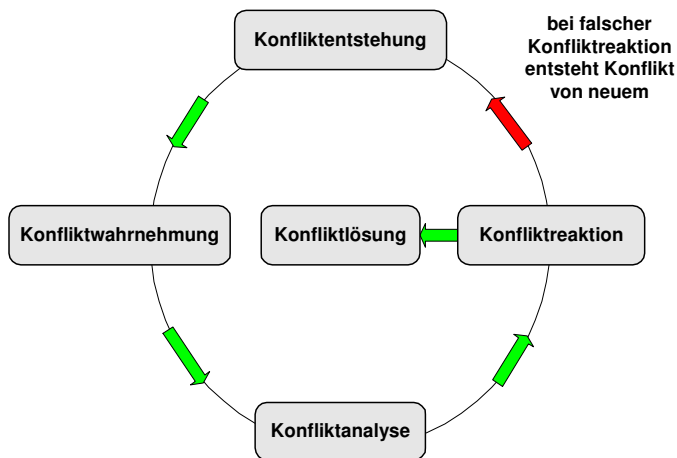 Konfliktentstehung
bei falscher
Konfliktreaktion
entsteht Konflikt
von neuem
Konfliktwahrnehmung
Konfliktlösung
Konfliktreaktion
Konfliktanalyse